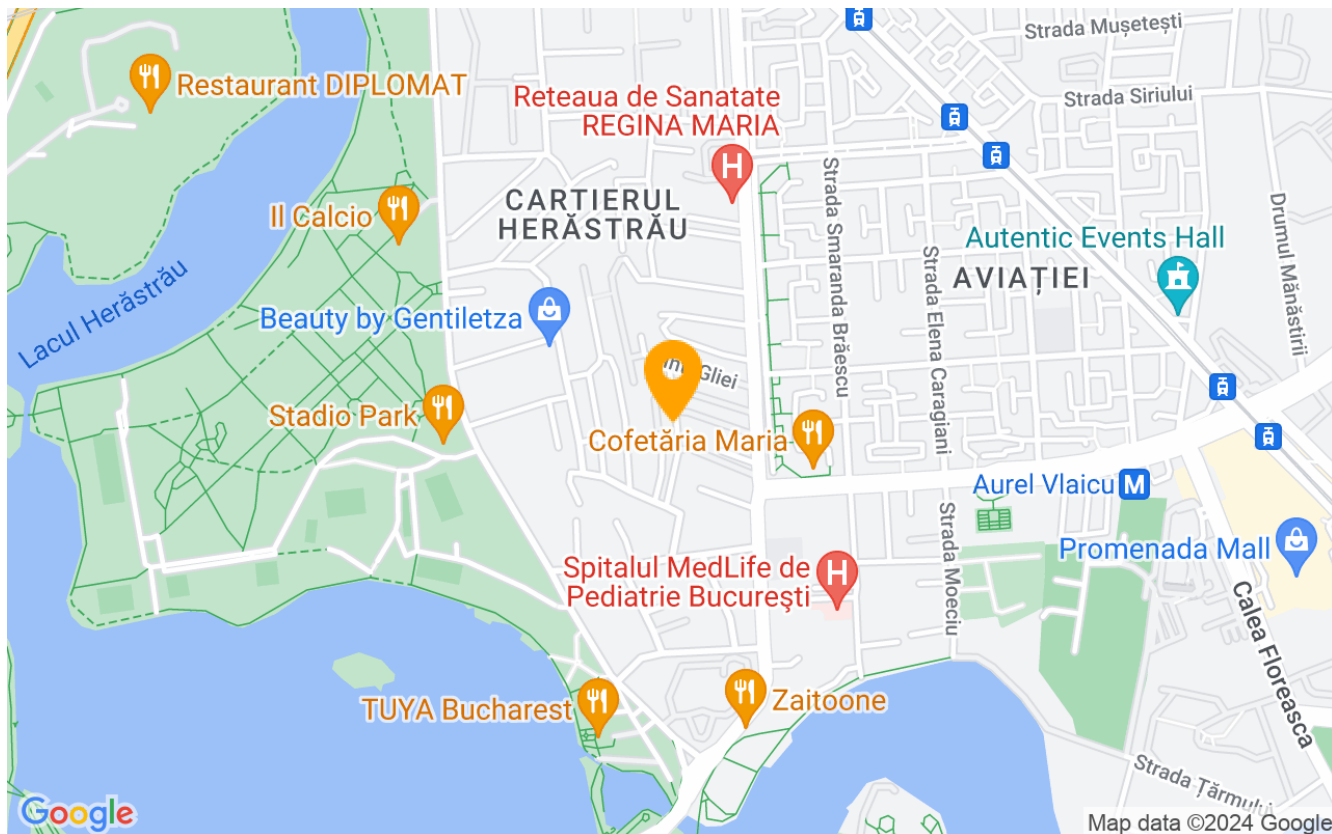 Strada Mușetești
Restaurant DIPLOMAT
Reteaua de Sanatate
REGINA MARIA
H
Strada Siriului
CARTIERUL
HERĂSTRĂU
Il Calcio
Strada Smaranda Brăescu
Strada Elena Caragiani
Drumul Mănăstirii
Autentic Events Hall
AVIAȚIEI
Lacul Herăstrău
Beauty by Gentiletza
Gliei
Stadio Park
Cofetăria Maria
Aurel Vlaicu M
Strada Moeciu
Promenada Mall
Spitalul MedLife de
Pediatrie Bucureşti
H
Calea Floreasca
TUYA Bucharest
Zaitoone
Strada Țărmului
Google
Map data ©2024 Google